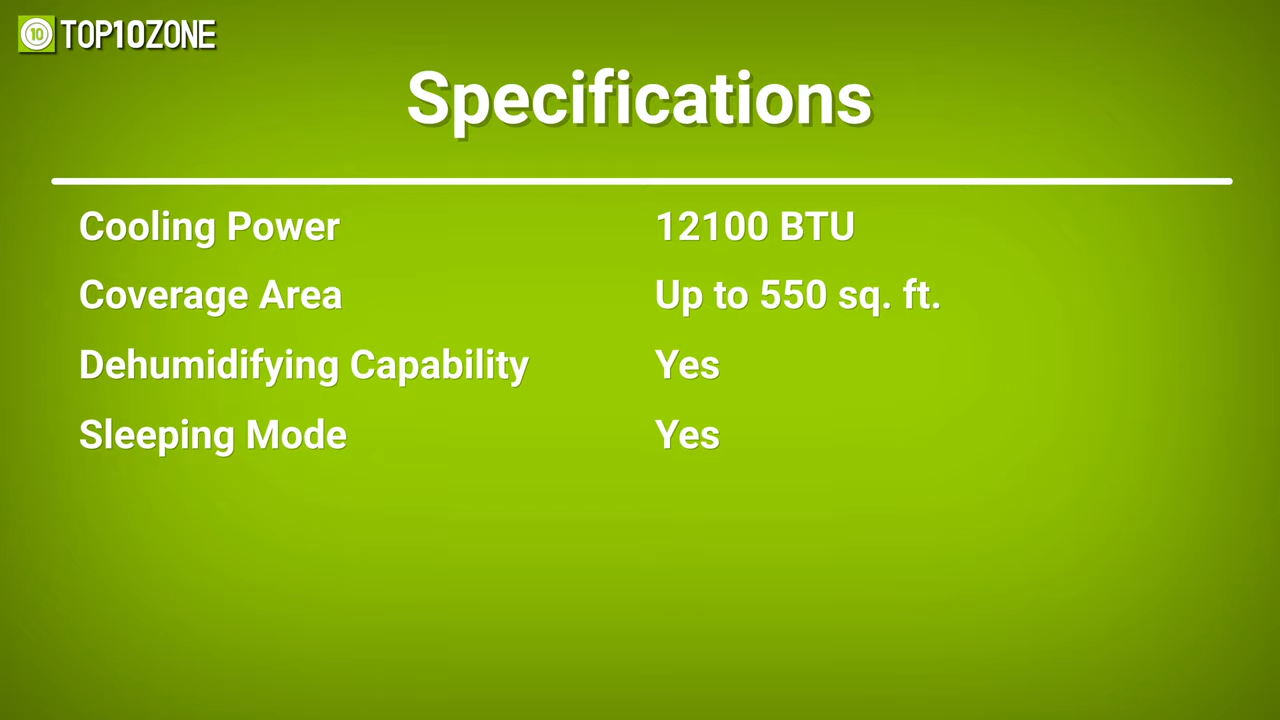 10 TOP10ZONE
Specifications
Cooling Power 12100 BTU
Coverage Area Up to 550 sq. ft.
Dehumidifying Capability Yes
Sleeping Mode Yes